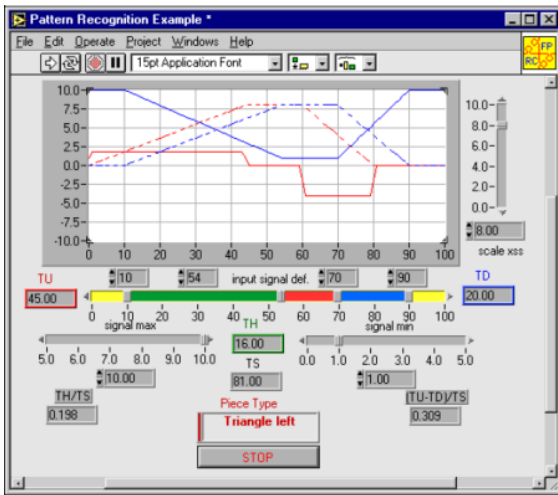 Pattern Recognition Example *
File Edit Operate Project Windows Help
15pt Application Font
FP
RC
10.0
7.5
5.0
2.5
0.0
-2.5
-5.0
-7.5
-10.0
0 10 20 30 40 50 60 70 80 90 100
10.0
8.0
6.0
4.0
2.0
0.0
8.00
scale xss
TU
10
54
input signal def.
70
90
TD
45.00
20.00
0 10 20 30 40 50 60 70 80 90 100
signal max
TH
signal min
16.00
5.0 6.0 7.0 8.0 9.0 10.0
TS
0.0 1.0 2.0 3.0 4.0 5.0
10.00
81.00
1.00
TH/TS
(TU-TD)/TS
0.198
0.309
Piece Type
Triangle left
STOP